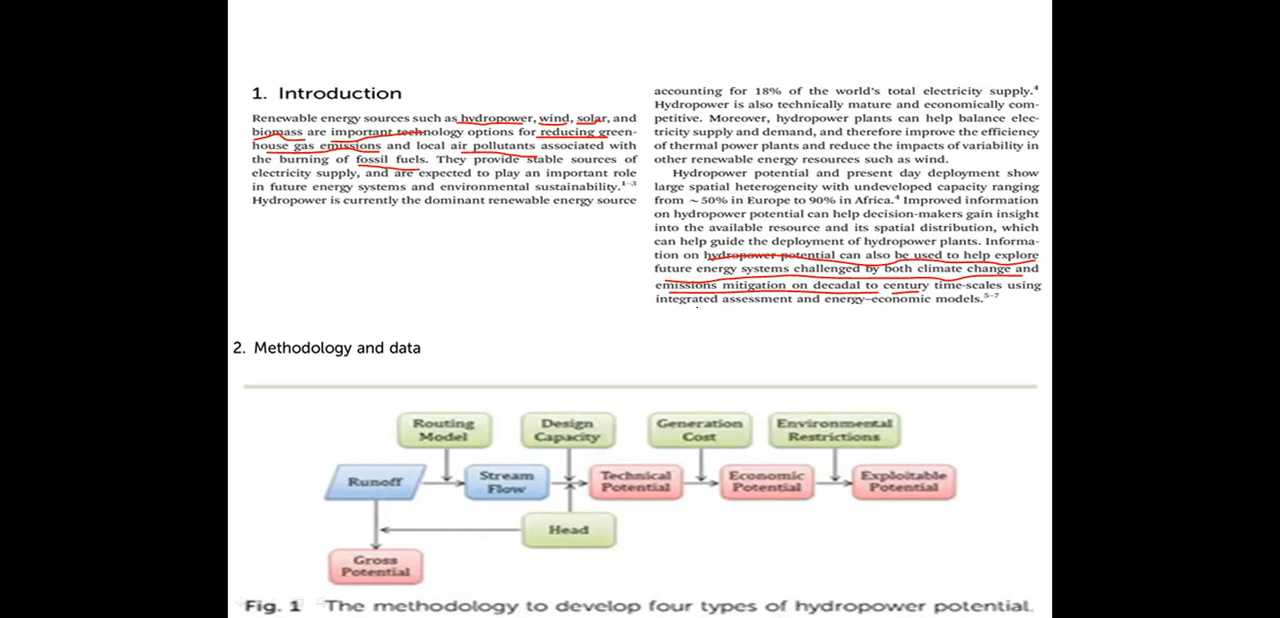 1. Introduction
Renewable energy sources such as hydropower, wind, solar, and
biomass are important technology options for reducing green-
house gas emissions and local air pollutants associated with
the burning of fossil fuels. They provide stable sources of
electricity supply, and are expected to play an important role
in future energy systems and environmental sustainability.1–3
Hydropower is currently the dominant renewable energy source
accounting for 18% of the world's total electricity supply.4
Hydropower is also technically mature and economically com-
petitive. Moreover, hydropower plants can help balance elec-
tricity supply and demand, and therefore improve the efficiency
of thermal power plants and reduce the impacts of variability in
other renewable energy resources such as wind.
Hydropower potential and present day deployment show
large spatial heterogeneity with undeveloped capacity ranging
from ~50% in Europe to 90% in Africa.4 Improved information
on hydropower potential can help decision-makers gain insight
into the available resource and its spatial distribution, which
can help guide the deployment of hydropower plants. Informa-
tion on hydropower potential can also be used to help explore
future energy systems challenged by both climate change and
emissions mitigation on decadal to century time-scales using
integrated assessment and energy–economic models.5–7
2. Methodology and data
Routing
Model
Design
Capacity
Generation
Cost
Environmental
Restrictions
Runoff
Stream
Flow
Technical
Potential
Economic
Potential
Exploitable
Potential
Head
Gross
Potential
Fig. 1 The methodology to develop four types of hydropower potential.